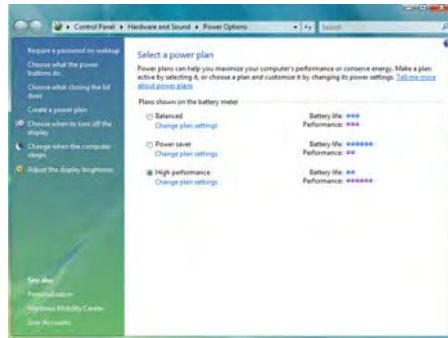 Control Panel ▸ Hardware and Sound ▸ Power Options
Search
Require a password on wakeup
Choose what the power
buttons do
Choose what closing the lid
does
Create a power plan
Choose when to turn off the
display
Change when the computer
sleeps
Adjust the display brightness
Select a power plan
Power plans can help you maximize your computer's performance or conserve energy. Make a plan
active by selecting it, or choose a plan and customize it by changing its power settings. Tell me more
about power plans
Plans shown on the battery meter
Balanced Battery life:
Change plan settings Performance:
Power saver Battery life:
Change plan settings Performance:
High performance Battery life:
Change plan settings Performance:
See also
Personalization
Windows Mobility Center
User Accounts